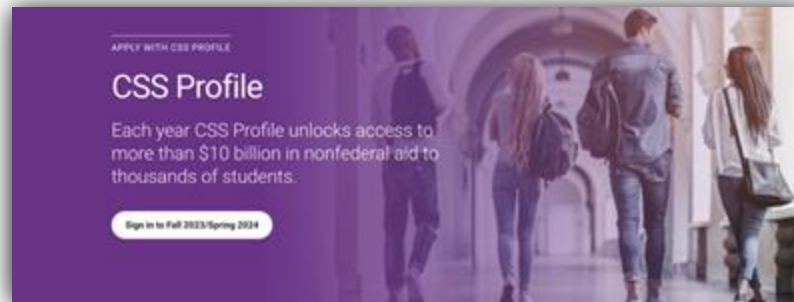 APPLY WITH CSS PROFILE
CSS Profile
Each year CSS Profile unlocks access to
more than $10 billion in nonfederal aid to
thousands of students.
Sign in to Fall 2023/Spring 2024